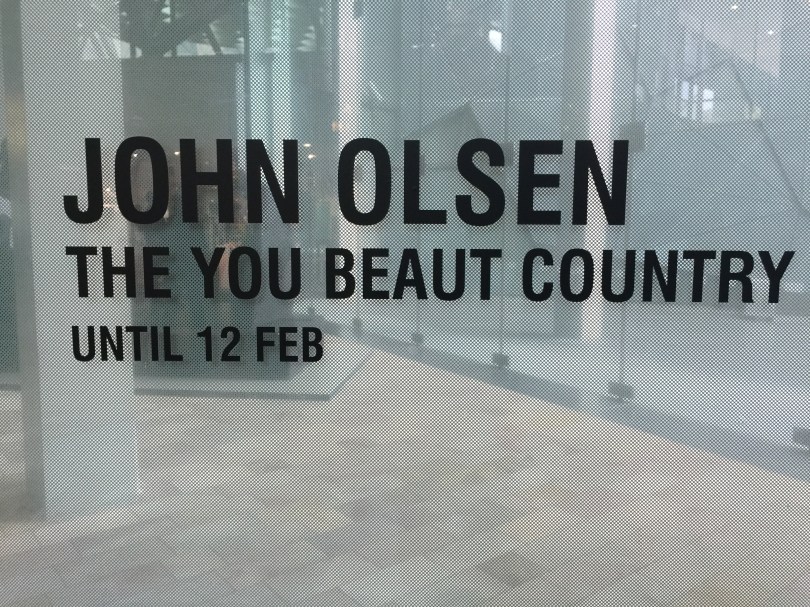 JOHN OLSEN
THE YOU BEAUT COUNTRY
UNTIL 12 FEB